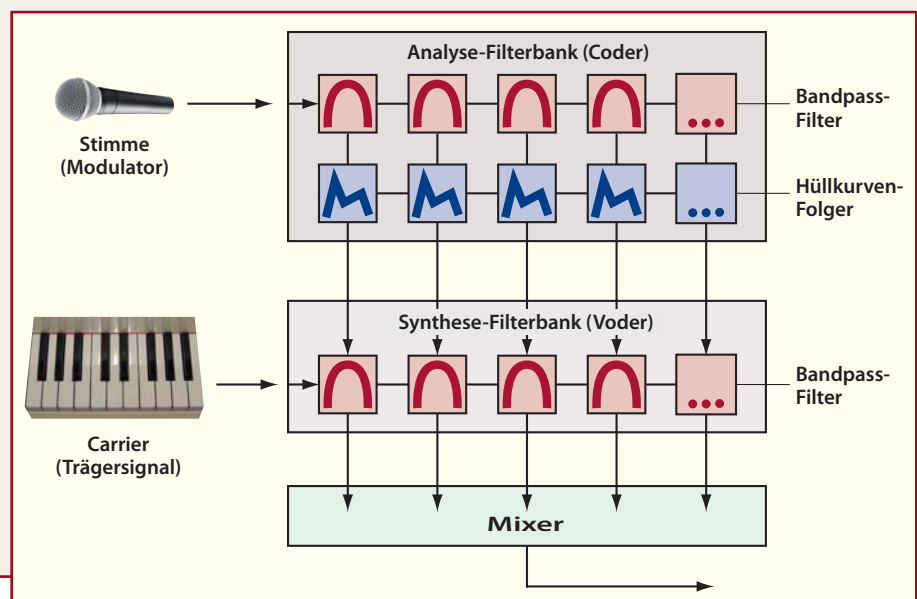 Analyse-Filterbank (Coder)
Bandpass-
Filter
Stimme
(Modulator)
Hüllkurven-
Folger
Synthese-Filterbank (Voder)
Bandpass-
Filter
Carrier
(Trägersignal)
Mixer